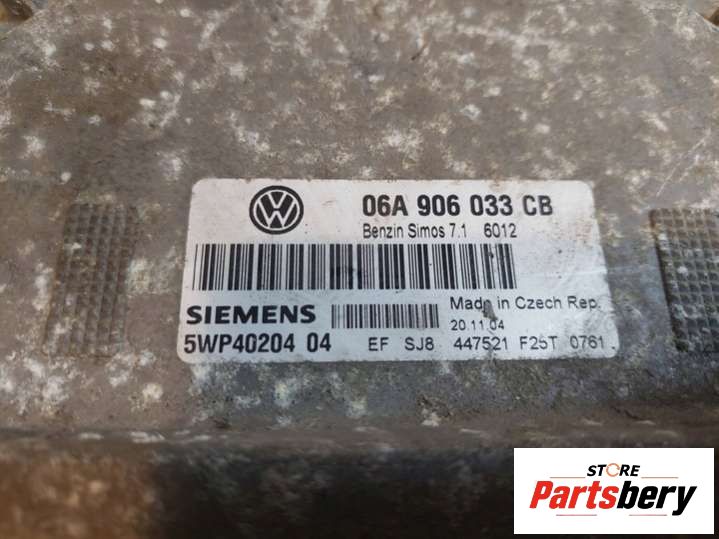 06A 906 033 CB
Benzin Simos 7.1 6012
SIEMENS
Made in Czech Rep.
20.11.04
5WP40204 04 EF SJ8 447521 F25T 0761
STORE
Partsbery